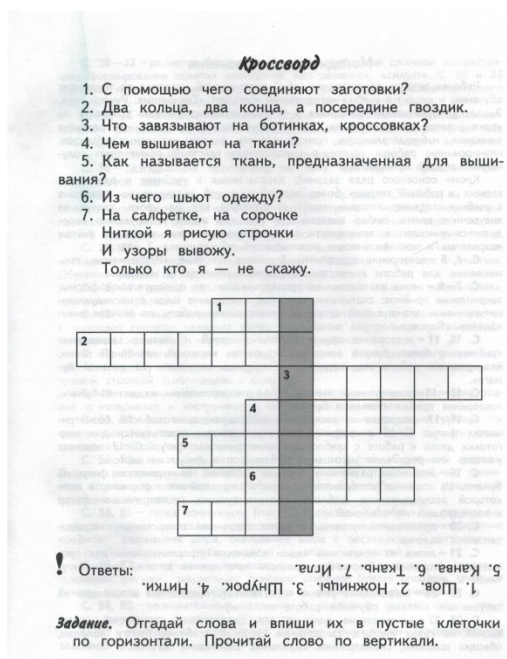 Кроссворд
1. С помощью чего соединяют заготовки?
2. Два кольца, два конца, а посередине гвоздик.
3. Что завязывают на ботинках, кроссовках?
4. Чем вышивают на ткани?
5. Как называется ткань, предназначенная для выши-
вания?
6. Из чего шьют одежду?
7. На салфетке, на сорочке
Ниткой я рисую строчки
И узоры вывожу.
Только кто я — не скажу.
1
2
3
4
5
6
7
! Ответы:
1. Шов. 2. Ножницы. 3. Шнурок. 4. Нитки.
5. Канва. 6. Ткань. 7. Игла.
Задание. Отгадай слова и впиши их в пустые клеточки
по горизонтали. Прочитай слово по вертикали.